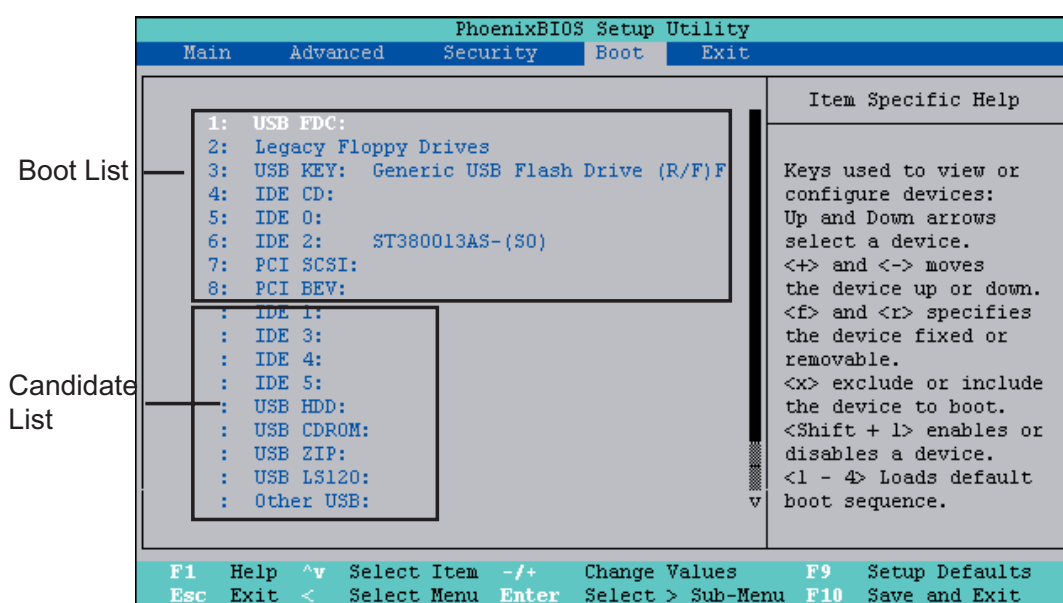 PhoenixBIOS Setup Utility
Main Advanced Security Boot Exit
Item Specific Help
Boot List
1: USB FDC:
2: Legacy Floppy Drives
3: USB KEY: Generic USB Flash Drive (R/F)F
4: IDE CD:
5: IDE 0:
6: IDE 2: ST380013AS-(S0)
7: PCI SCSI:
8: PCI BEV:
Candidate
List
: IDE 1:
: IDE 3:
: IDE 4:
: IDE 5:
: USB HDD:
: USB CDROM:
: USB ZIP:
: USB LS120:
: Other USB:
Keys used to view or
configure devices:
Up and Down arrows
select a device.
<+> and <-> moves
the device up or down.
<f> and <r> specifies
the device fixed or
removable.
<x> exclude or include
the device to boot.
<Shift + 1> enables or
disables a device.
<1 - 4> Loads default
boot sequence.
F1 Help ^v Select Item -/+ Change Values F9 Setup Defaults
Esc Exit < Select Menu Enter Select > Sub-Menu F10 Save and Exit